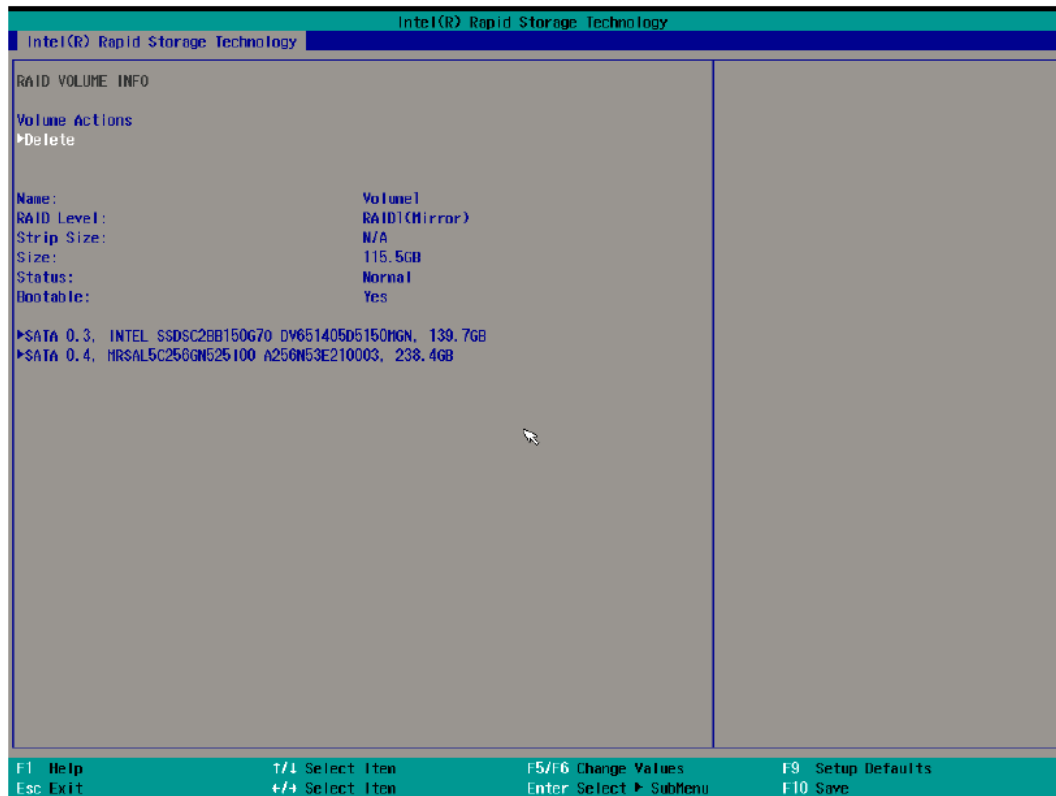 Intel(R) Rapid Storage Technology
Intel(R) Rapid Storage Technology
RAID VOLUME INFO
Volume Actions
►Delete
Name: Volume1
RAID Level: RAID1(Mirror)
Strip Size: N/A
Size: 115.5GB
Status: Normal
Bootable: Yes
►SATA 0.3, INTEL SSDSC2BB150G70 DV651405D5150MGN, 139.7GB
►SATA 0.4, MRSAL5C256GN525I00 A256N53E210003, 238.4GB
F1 Help ↑/↓ Select Item F5/F6 Change Values F9 Setup Defaults
Esc Exit ←/→ Select Item Enter Select ► SubMenu F10 Save